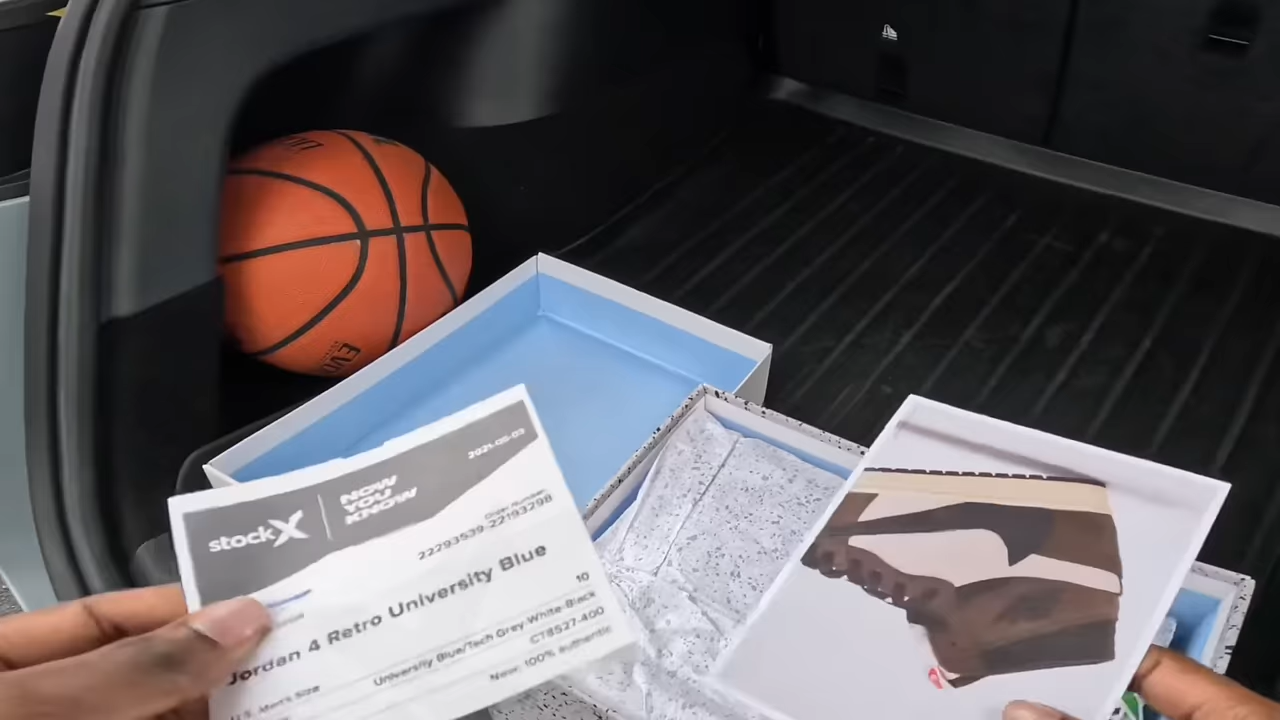 stockX
NOW
YOU
KNOW
2021-05-03
Order Number:
22293539-22193298
Jordan 4 Retro University Blue
U.S. Men's Size
10
University Blue/Tech Grey-White-Black
CT8527-400
New: 100% authentic
EVO